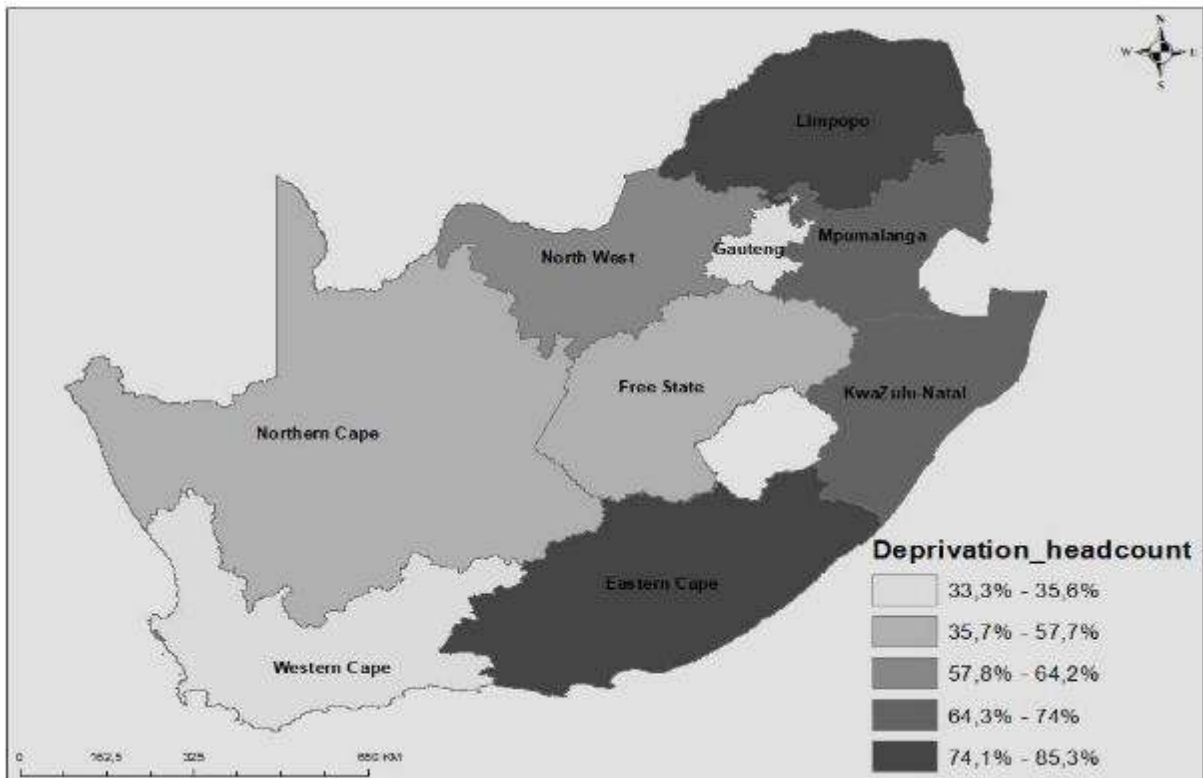 N
W E
S
Limpopo
North West
Gauteng
Mpumalanga
Free State
KwaZulu-Natal
Northern Cape
Eastern Cape
Western Cape
Deprivation_headcount
33,3% - 35,6%
35,7% - 57,7%
57,8% - 64,2%
64,3% - 74%
74,1% - 85,3%
0 162,5 325 650 KM